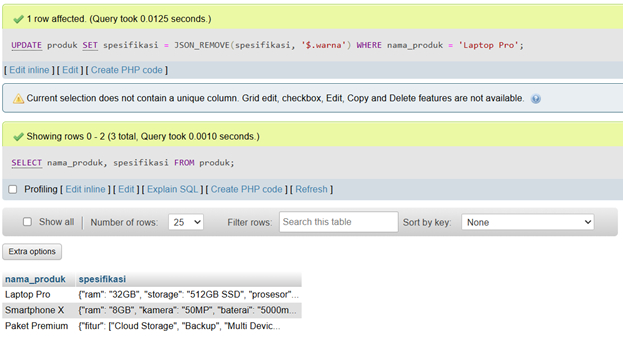 1 row affected. (Query took 0.0125 seconds.)
UPDATE produk SET spesifikasi = JSON_REMOVE(spesifikasi, '$.warna') WHERE nama_produk = 'Laptop Pro';
[ Edit inline ] [ Edit ] [ Create PHP code ]
Current selection does not contain a unique column. Grid edit, checkbox, Edit, Copy and Delete features are not available.
Showing rows 0 - 2 (3 total, Query took 0.0010 seconds.)
SELECT nama_produk, spesifikasi FROM produk;
Profiling [ Edit inline ] [ Edit ] [ Explain SQL ] [ Create PHP code ] [ Refresh ]
Show all Number of rows: 25 Filter rows: Search this table Sort by key: None
Extra options
nama_produk spesifikasi
Laptop Pro {"ram": "32GB", "storage": "512GB SSD", "prosesor"...
Smartphone X {"ram": "8GB", "kamera": "50MP", "baterai": "5000m...
Paket Premium {"fitur": ["Cloud Storage", "Backup", "Multi Devic...